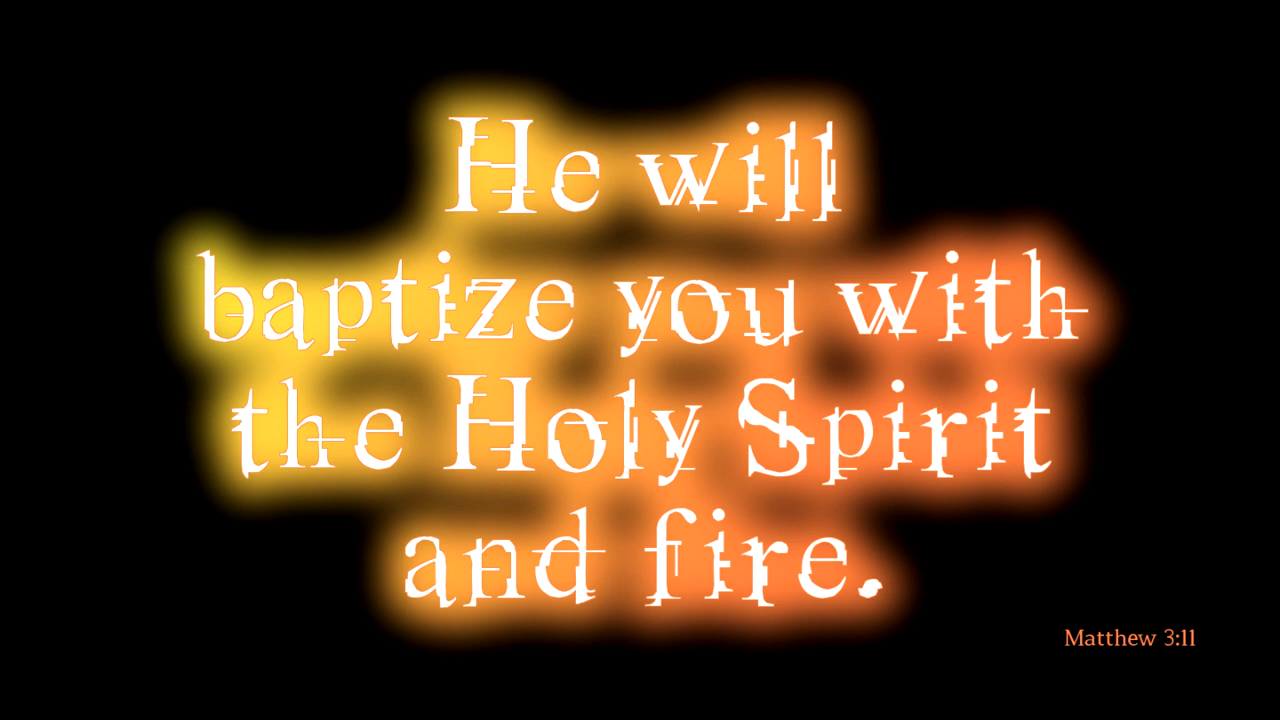 He will
baptize you with
the Holy Spirit
and fire.
Matthew 3:11